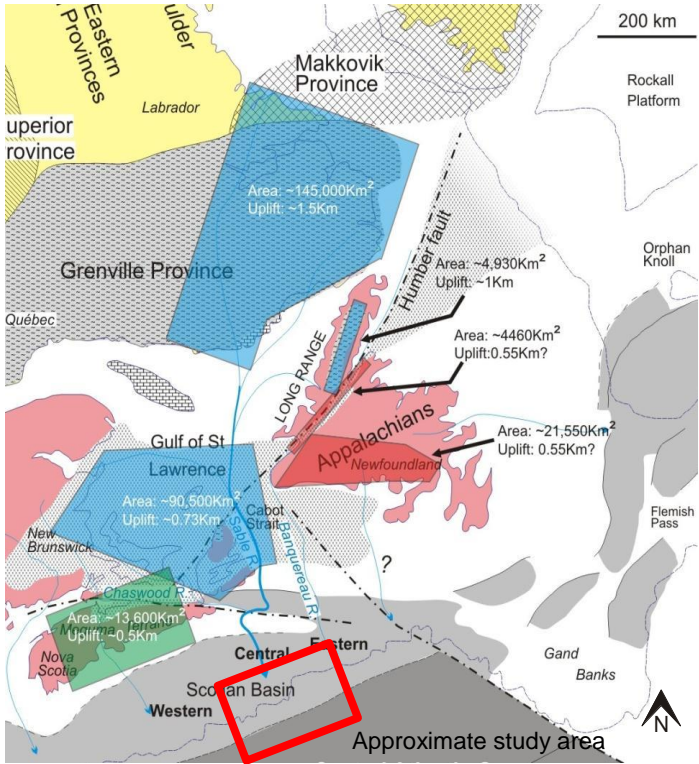 Eastern
Provinces
ulder
200 km
Makkovik
Province
Rockall
Platform
Labrador
uperior
rovince
Area: ~145,000Km²
Uplift: ~1.5Km
Grenville Province
Humber fault
Area: ~4,930Km²
Uplift: ~1Km
Orphan
Knoll
Québec
LONG RANGE
Area: ~4460Km²
Uplift:0.55Km?
Appalachians
Newfoundland
Area: ~21,550Km²
Uplift: 0.55Km?
Gulf of St
Lawrence
Area: ~90,500Km²
Uplift: ~0.73Km
Cabot
Strait
Sable R.
Banquereau R.
Flemish
Pass
New
Brunswick
?
Chaswood R.
Area: ~13,600Km²
Meguma Terrane
Uplift: ~0.5Km
Nova
Scotia
Central
Eastern
Gand
Banks
Scotian Basin
Western
N
Approximate study area